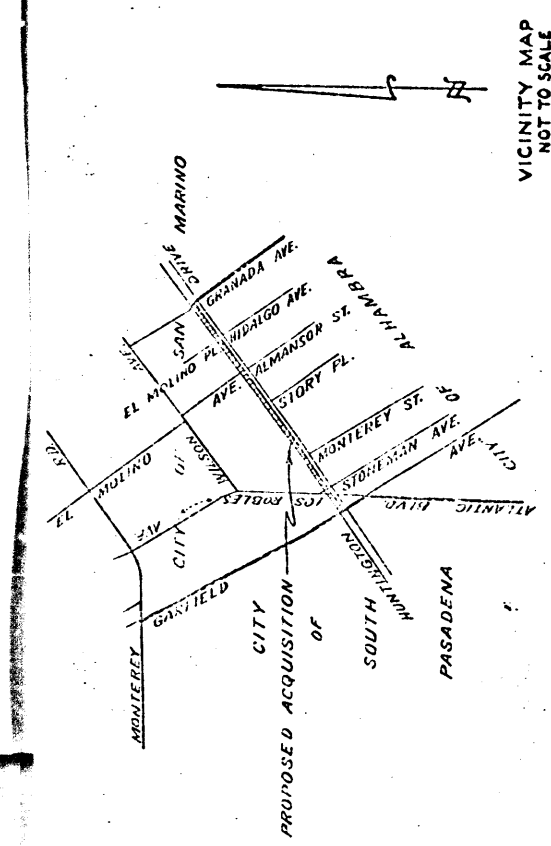 VICINITY MAP
NOT TO SCALE
N
MONTEREY
RD.
EL MOLINO
AVE.
GARFIELD
CITY
OF
SAN
MARINO
AVE.
WILSON
AVE.
LOS ROBLES
EL MOLINO PL.
HUNTINGTON
DRIVE
GRANADA AVE.
HIDALGO AVE.
ALMANSOR ST.
STORY PL.
MONTEREY ST.
STONEMAN AVE.
AVE.
ATLANTIC BLVD.
CITY
OF
ALHAMBRA
PROPOSED ACQUISITION
CITY
OF
SOUTH
PASADENA